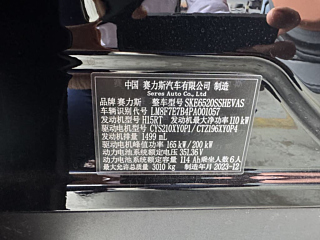 中国 赛力斯汽车有限公司 制造
Seres Auto Co., Ltd
品牌 赛力斯 整车型号 SKE6520SSHEVAS
车辆识别代号 LM8F7E7B4PA001057
发动机型号 H15RT 发动机最大净功率 110 kW
驱动电机型号 CYS210XY0P1/CTZ196XY0P4
发动机排量 1499 mL
驱动电机峰值功率 165 kW/200 kW
动力电池系统额定电压 351.36 V
动力电池系统额定容量 114 Ah 乘坐人数 6人
最大允许总质量 3010 kg 制造年月 2023-12